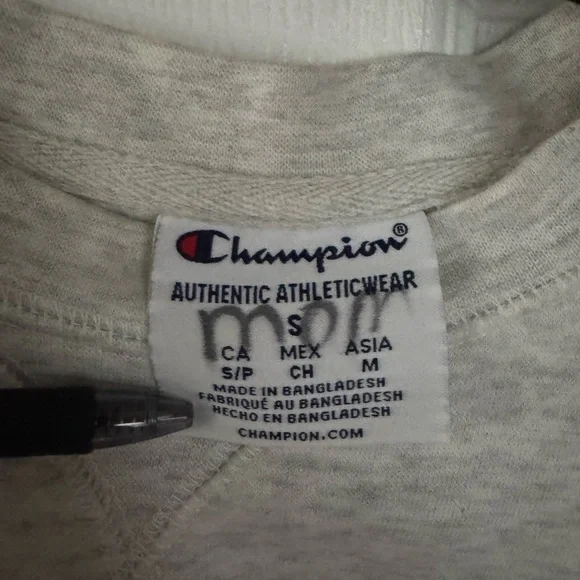 Champion®
AUTHENTIC ATHLETICWEAR
S
CA MEX ASIA
S/P CH M
MADE IN BANGLADESH
FABRIQUÉ AU BANGLADESH
HECHO EN BANGLADESH
CHAMPION.COM